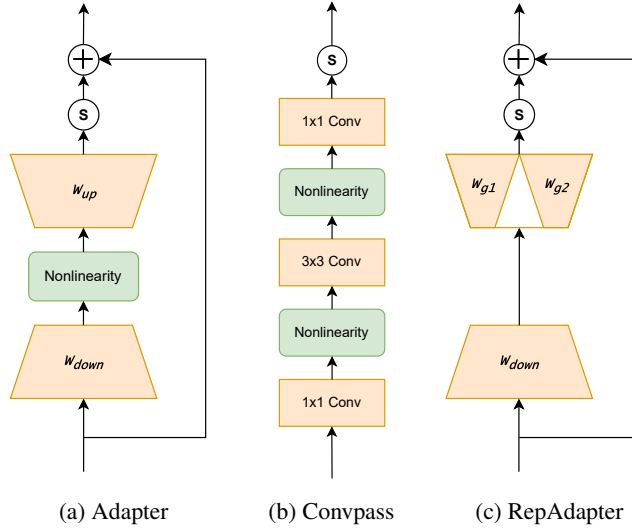 S
W_up
Nonlinearity
W_down
(a) Adapter
S
1x1 Conv
Nonlinearity
3x3 Conv
Nonlinearity
1x1 Conv
(b) Convpass
S
W_g1 W_g2
W_down
(c) RepAdapter